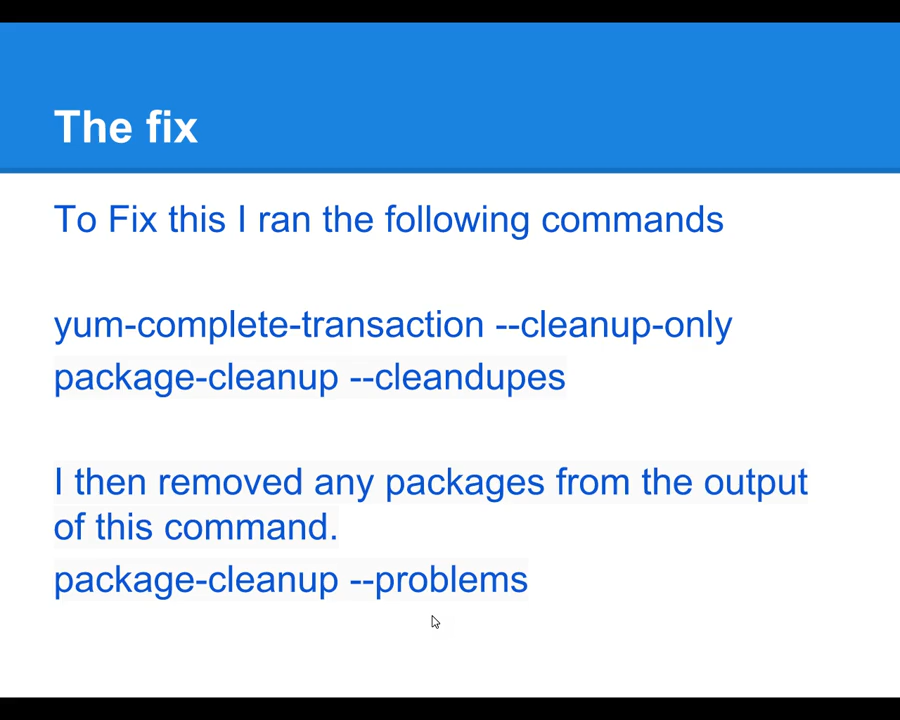 The fix
To Fix this I ran the following commands
yum-complete-transaction --cleanup-only
package-cleanup --cleandupes
I then removed any packages from the output
of this command.
package-cleanup --problems